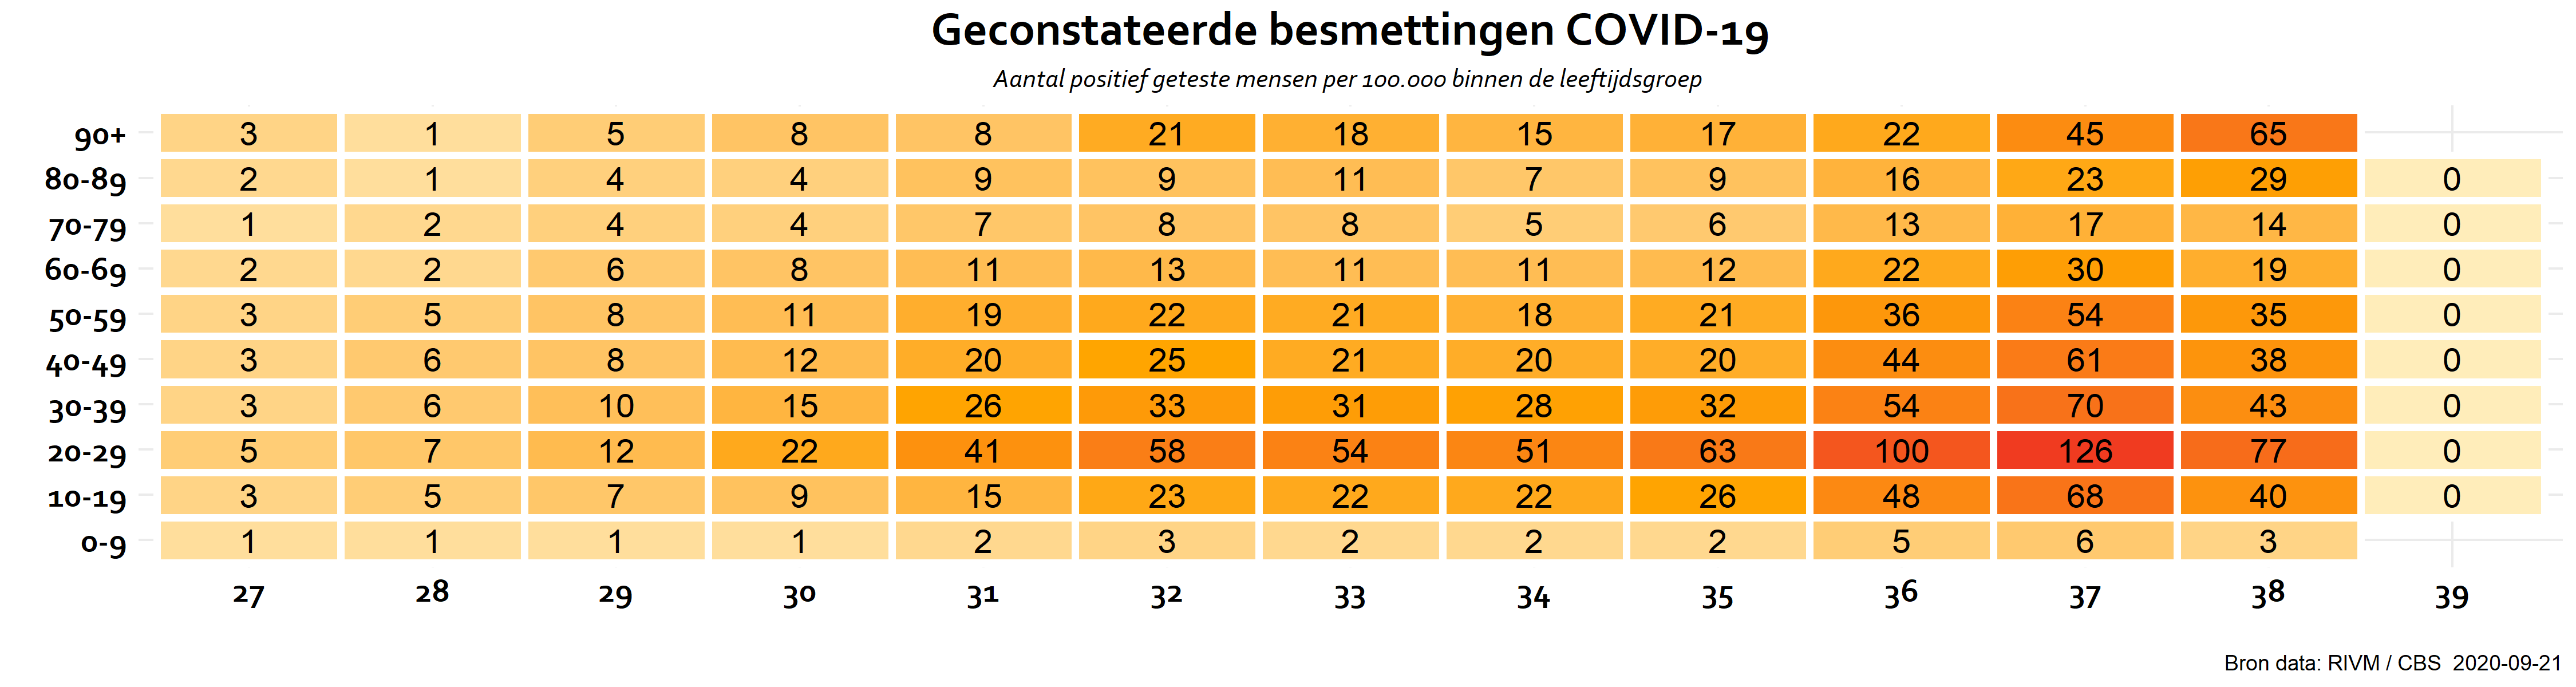 Geconstateerde besmettingen COVID-19
Aantal positief geteste mensen per 100.000 binnen de leeftijdsgroep
90+ 3 1 5 8 8 21 18 15 17 22 45 65
80-89 2 1 4 4 9 9 11 7 9 16 23 29 0
70-79 1 2 4 4 7 8 8 5 6 13 17 14 0
60-69 2 2 6 8 11 13 11 11 12 22 30 19 0
50-59 3 5 8 11 19 22 21 18 21 36 54 35 0
40-49 3 6 8 12 20 25 21 20 20 44 61 38 0
30-39 3 6 10 15 26 33 31 28 32 54 70 43 0
20-29 5 7 12 22 41 58 54 51 63 100 126 77 0
10-19 3 5 7 9 15 23 22 22 26 48 68 40 0
0-9 1 1 1 1 2 3 2 2 2 5 6 3
27 28 29 30 31 32 33 34 35 36 37 38 39
Bron data: RIVM / CBS 2020-09-21